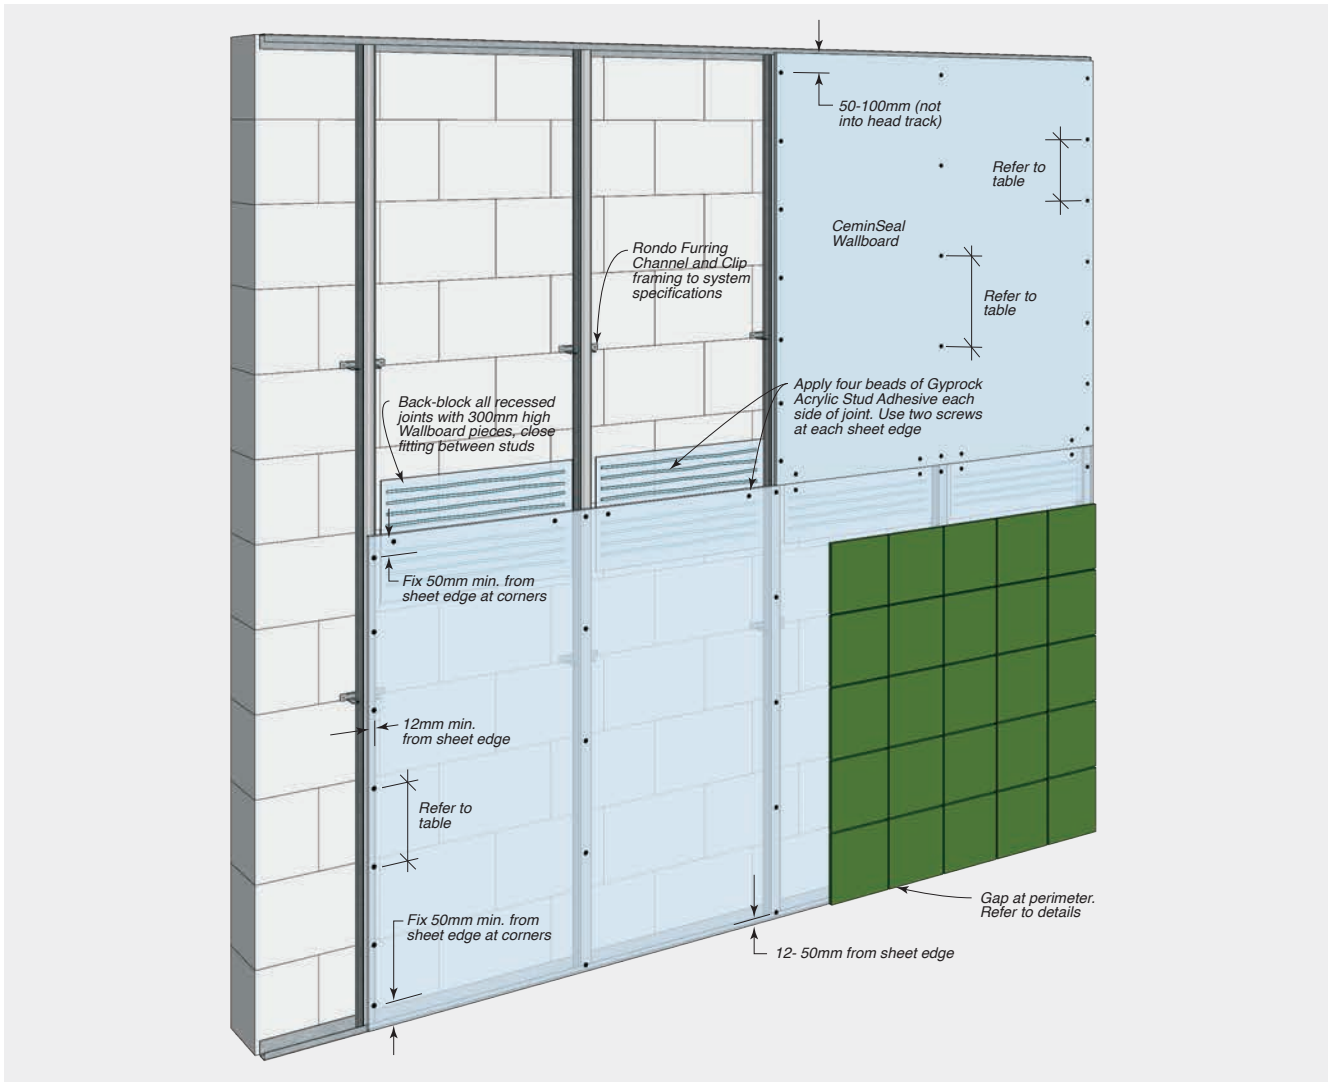 50-100mm (not
into head track)
Refer to
table
CeminSeal
Wallboard
Rondo Furring
Channel and Clip
framing to system
specifications
Refer to
table
Back-block all recessed
joints with 300mm high
Wallboard pieces, close
fitting between studs
Apply four beads of Gyprock
Acrylic Stud Adhesive each
side of joint. Use two screws
at each sheet edge
Fix 50mm min. from
sheet edge at corners
12mm min.
from sheet edge
Refer to
table
Fix 50mm min. from
sheet edge at corners
Gap at perimeter.
Refer to details
12- 50mm from sheet edge